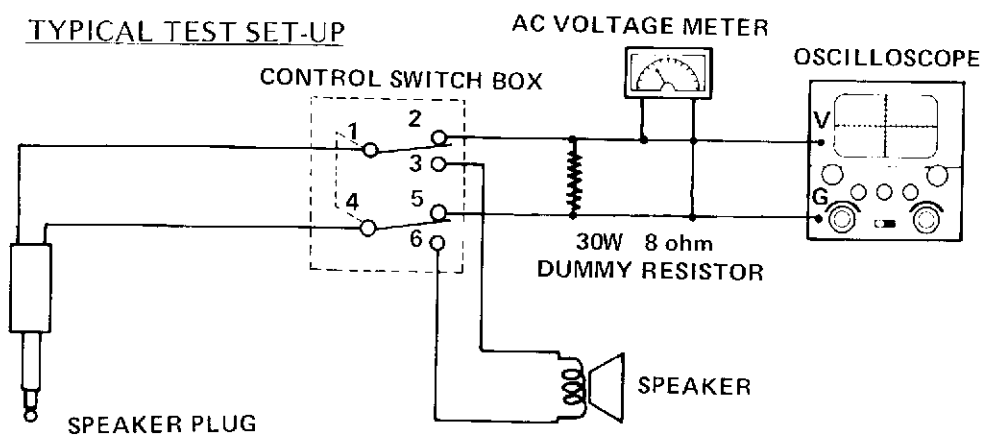 TYPICAL TEST SET-UP
AC VOLTAGE METER
OSCILLOSCOPE
CONTROL SWITCH BOX
1
2
3
4
5
6
V
G
30W 8 ohm
DUMMY RESISTOR
SPEAKER
SPEAKER PLUG